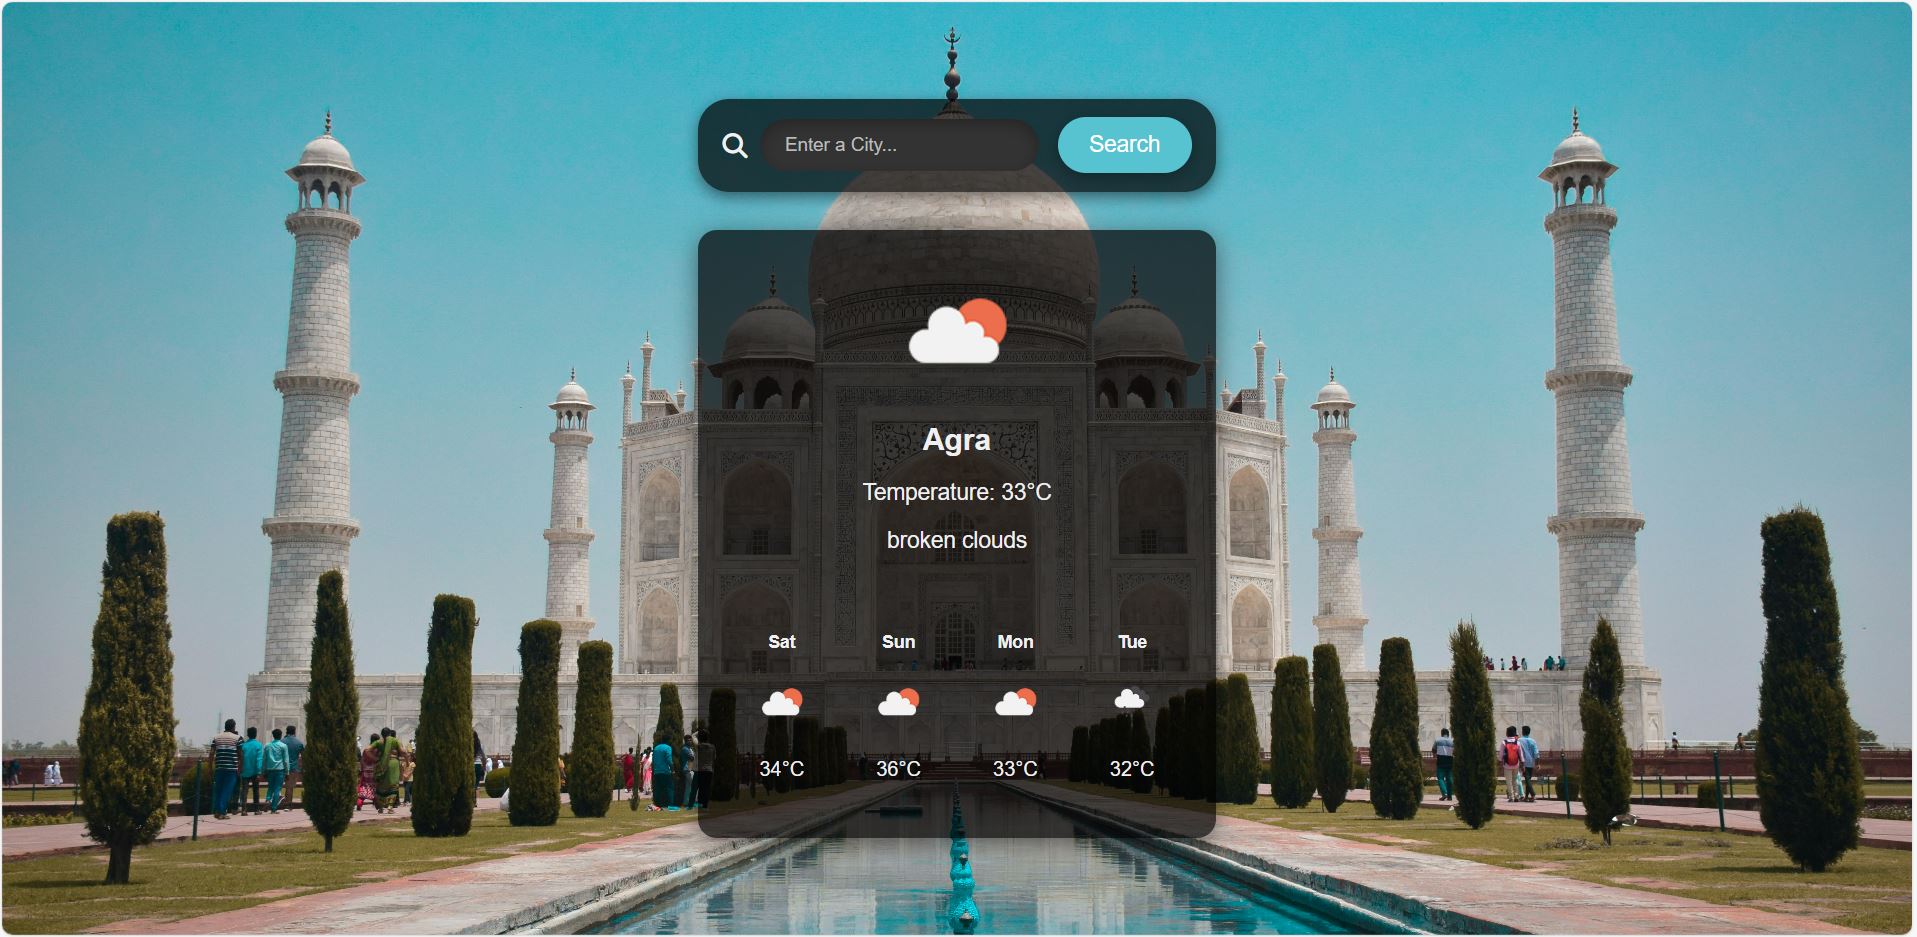 Enter a City...
Search
Agra
Temperature: 33°C
broken clouds
Sat Sun Mon Tue
34°C 36°C 33°C 32°C